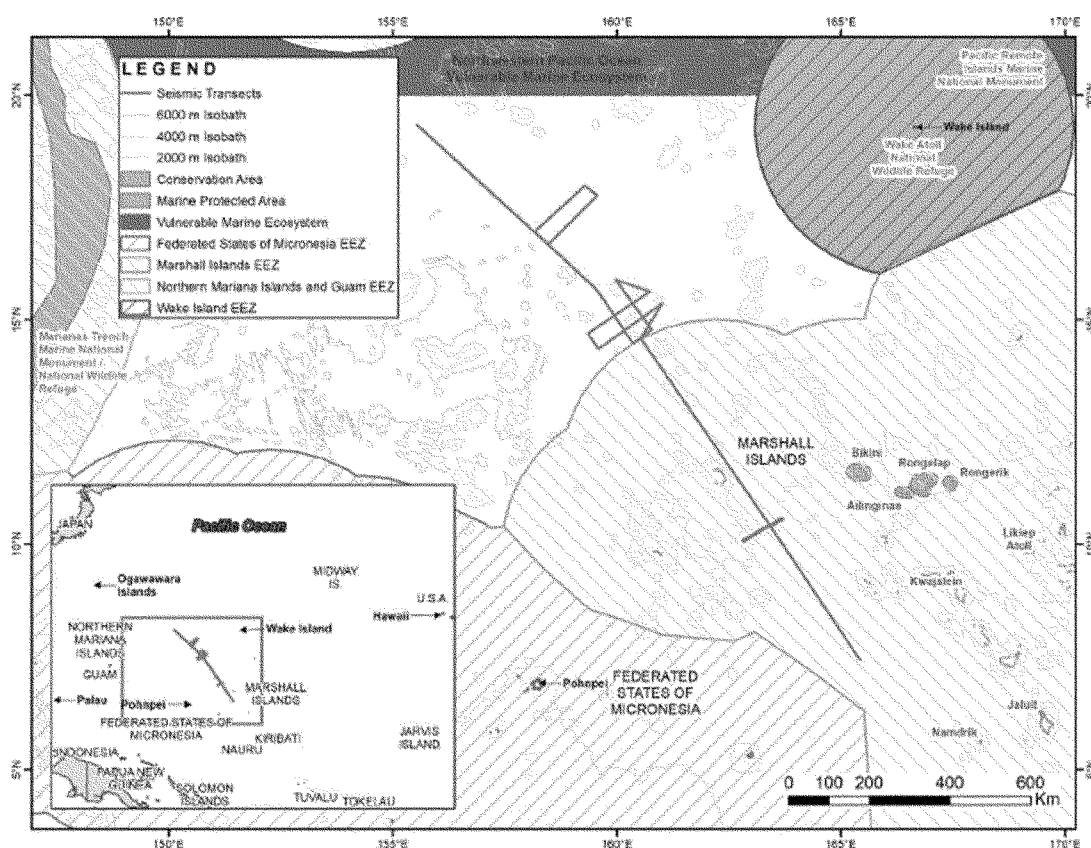 150°E
155°E
160°E
165°E
170°E
LEGEND
Seismic Transects
6000 m Isobath
4000 m Isobath
2000 m Isobath
Conservation Area
Marine Protected Area
Vulnerable Marine Ecosystem
Federated States of Micronesia EEZ
Marshall Islands EEZ
Northern Mariana Islands and Guam EEZ
Wake Island EEZ
Vulnerable Marine Ecosystem
Pacific Remote
Islands Marine
National Monument
Wake Island
Wake Atoll
National
Wildlife Refuge
20°N
20°N
15°N
15°N
Marianas Trench
Marine National
Monument /
National Wildlife
Refuge
MARSHALL
ISLANDS
Bikini
Rongelap
Rongerik
Ailinginae
Likiep
Atoll
Kwajalein
10°N
10°N
FEDERATED
STATES OF
MICRONESIA
Pohnpei
Jaluit
Namdrik
5°N
5°N
JAPAN
Pacific Ocean
Ogawawara
Islands
MIDWAY
IS.
U.S.A.
Hawaii
NORTHERN
MARIANA
ISLANDS
Wake Island
GUAM
Palau
Pohnpei
MARSHALL
ISLANDS
FEDERATED STATES OF
MICRONESIA
KIRIBATI
NAURU
JARVIS
ISLAND
INDONESIA
PAPUA NEW
GUINEA
SOLOMON
ISLANDS
TUVALU
TOKELAU
0 100 200 400 600
Km
150°E
155°E
160°E
165°E
170°E